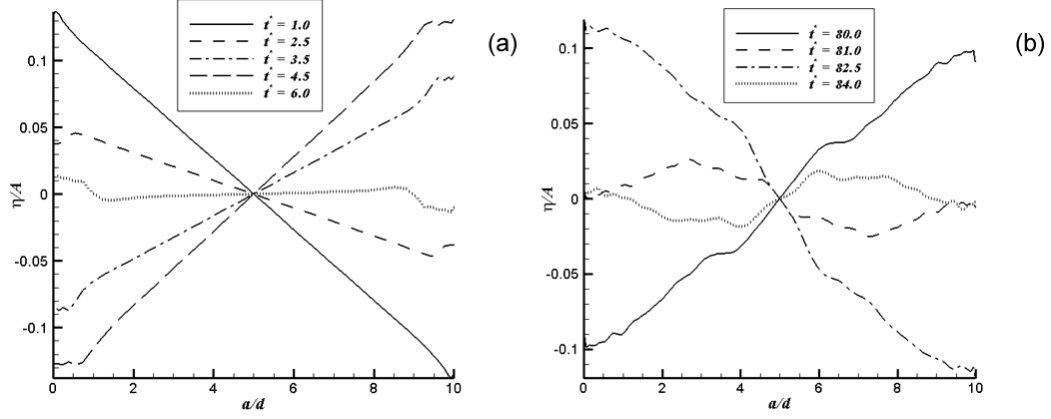 0.1
0.05
0
-0.05
-0.1
η/A
0 2 4 6 8 10
a/d
t* = 1.0
t* = 2.5
t* = 3.5
t* = 4.5
t* = 6.0
(a)
0.1
0.05
0
-0.05
-0.1
η/A
0 2 4 6 8 10
a/d
t* = 80.0
t* = 81.0
t* = 82.5
t* = 84.0
(b)